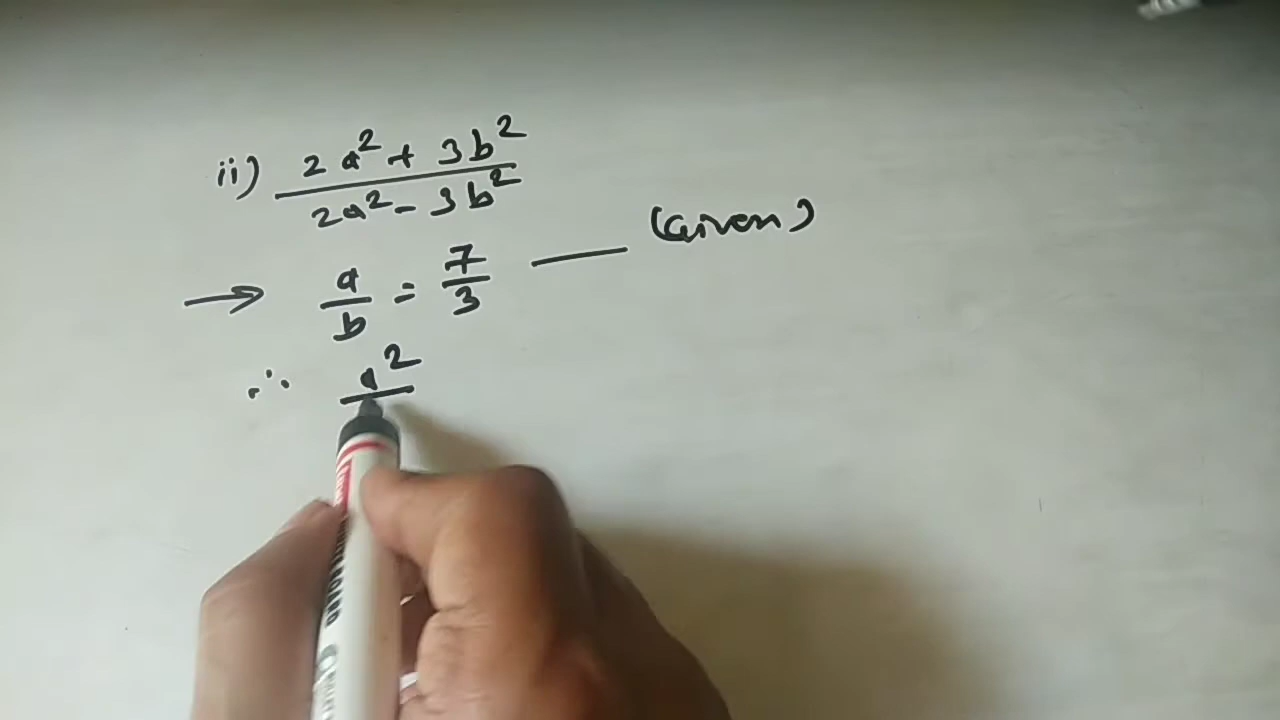 ii) (2a² + 3b²)/(2a² - 3b²)
→ a/b = 7/3 —— (Given)
∴ a²/